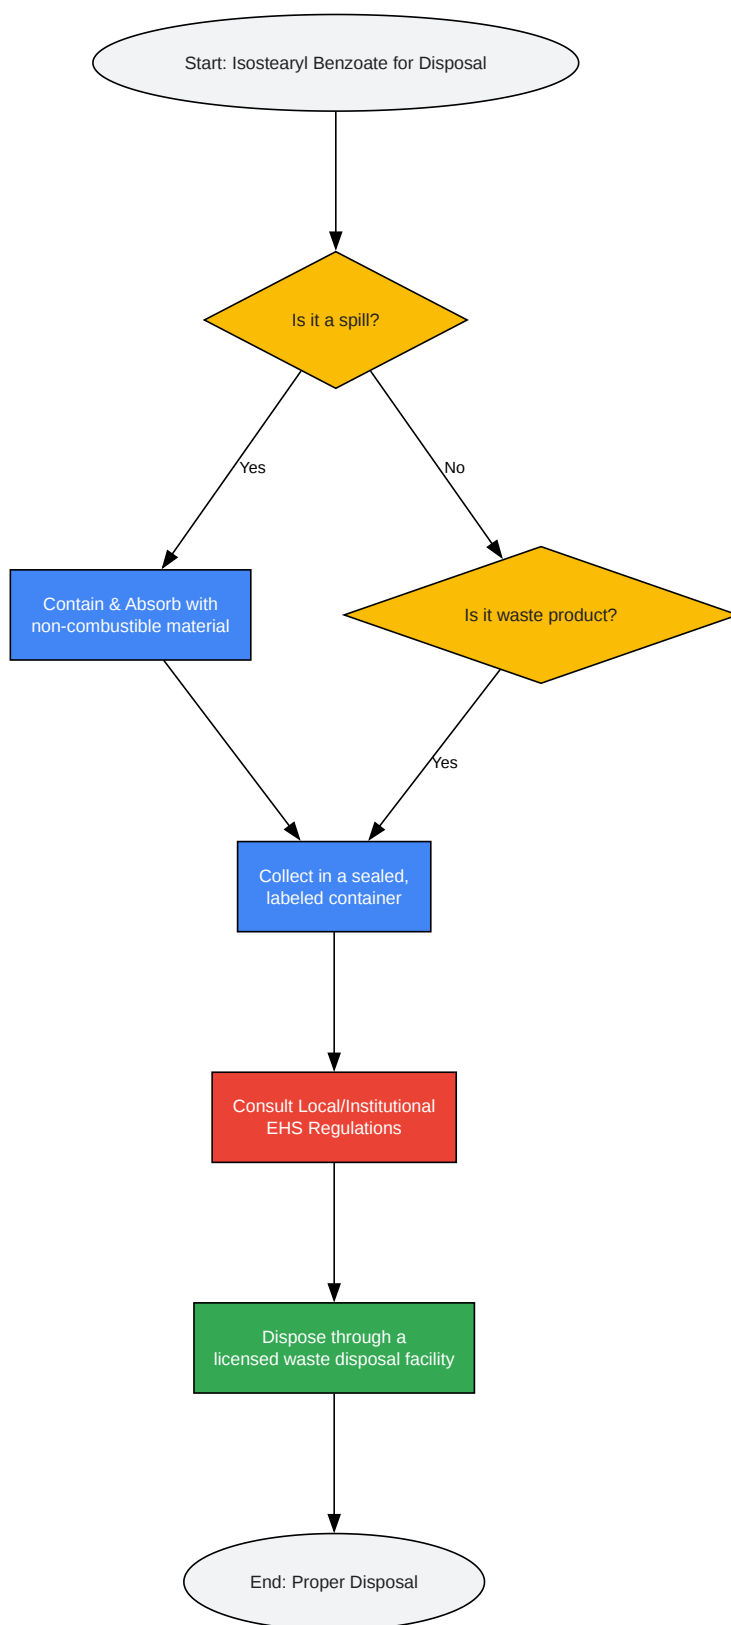 Start: Isostearyl Benzoate for Disposal
Is it a spill?
Yes
No
Contain & Absorb with
non-combustible material
Is it waste product?
Yes
Collect in a sealed,
labeled container
Consult Local/Institutional
EHS Regulations
Dispose through a
licensed waste disposal facility
End: Proper Disposal